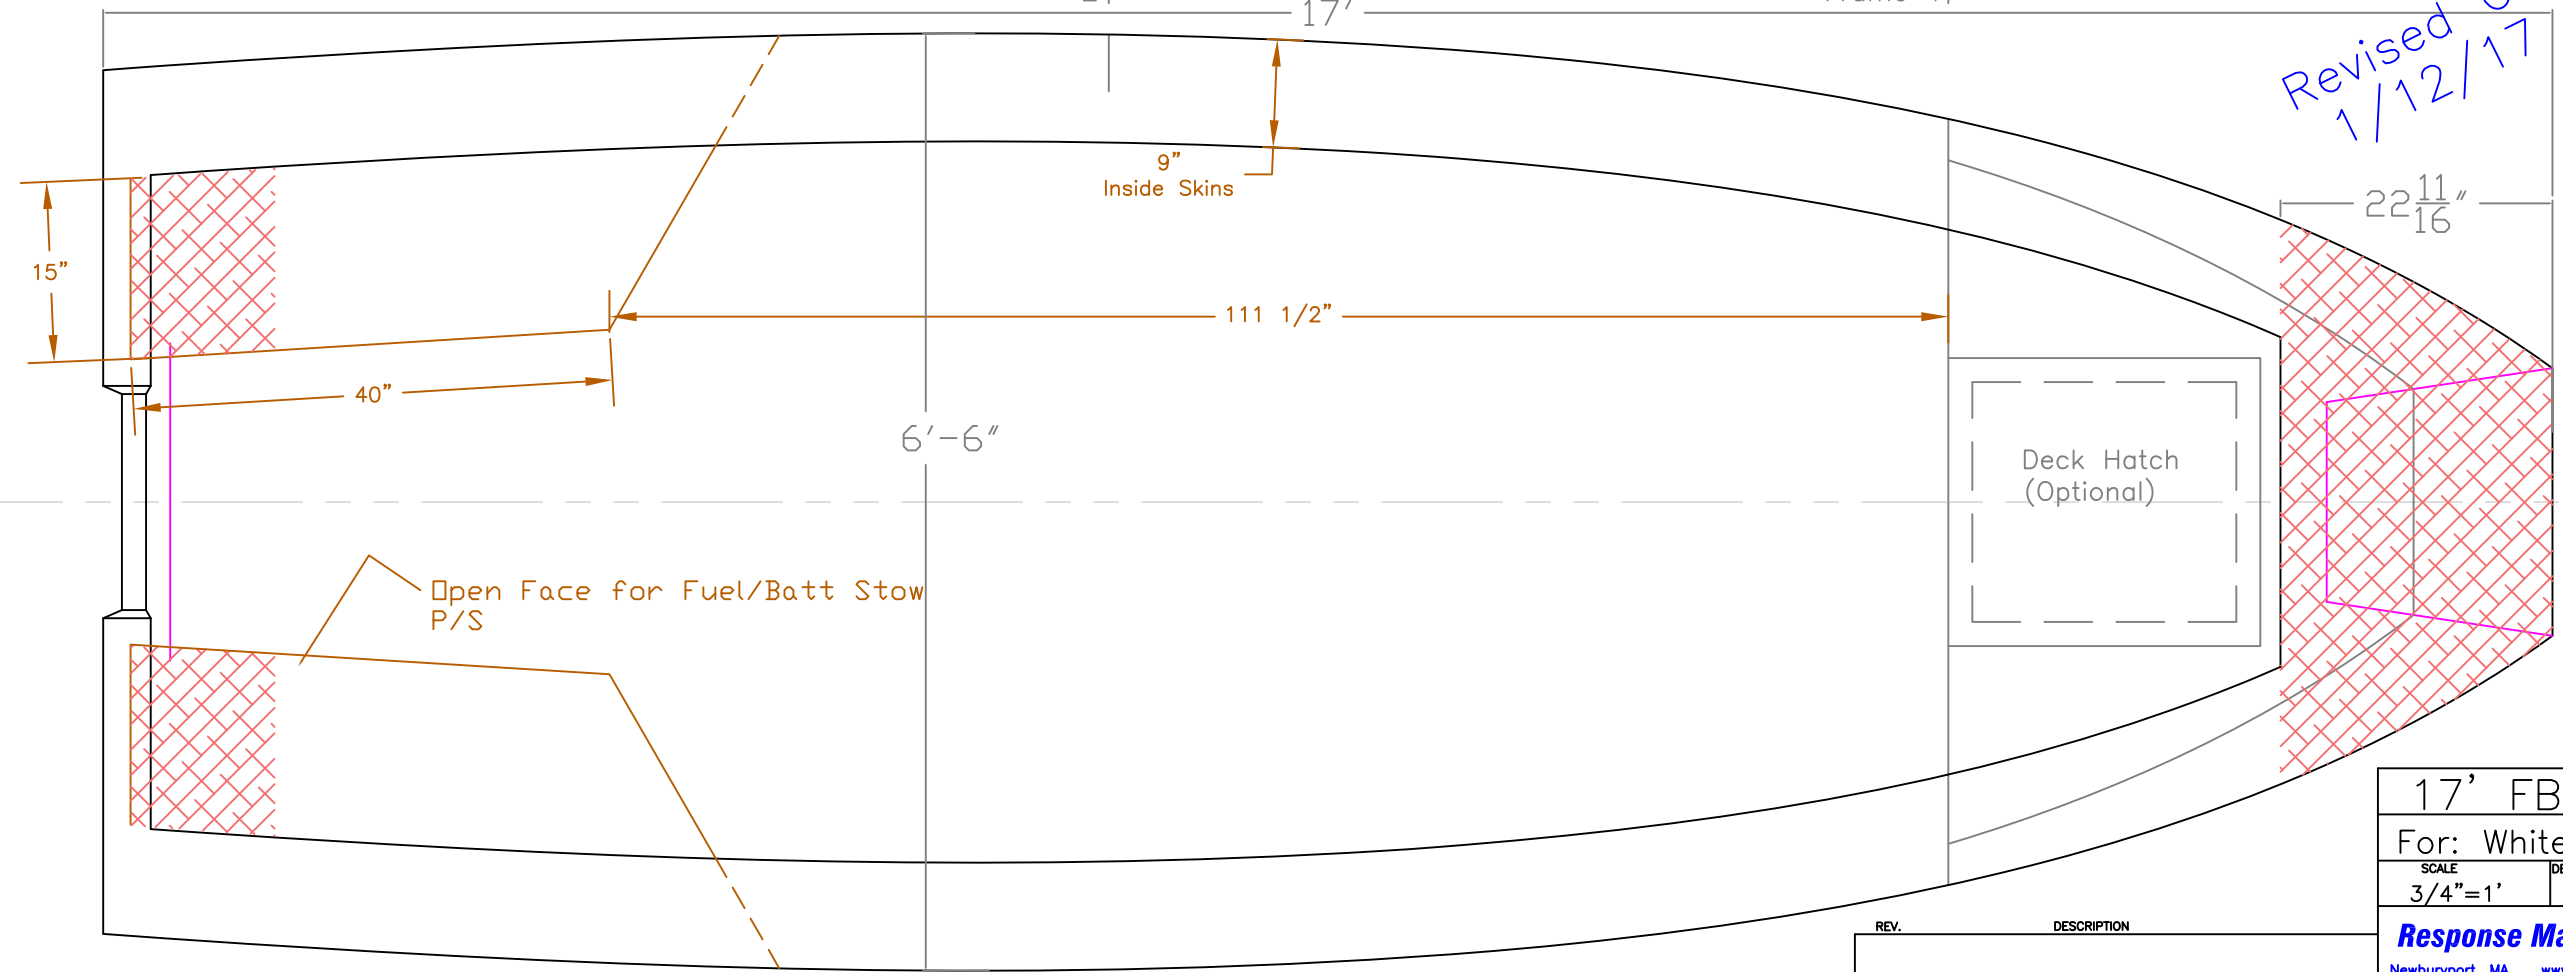 17'
Revised
1/12/17
9"
Inside Skins
22 11/16"
15"
111 1/2"
40"
6'-6"
Deck Hatch
(Optional)
Open Face for Fuel/Batt Stow
P/S
17' FB
For: White
SCALE
3/4"=1'
REV.
DESCRIPTION
Response Ma
Newburyport, MA